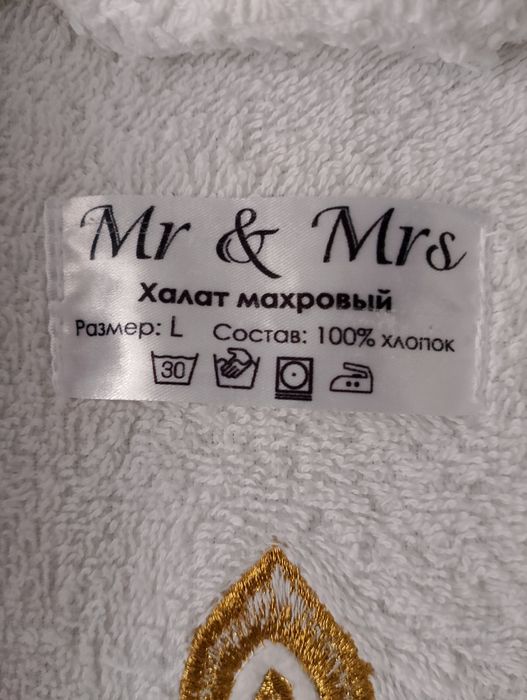 Mr & Mrs
Халат махровый
Размер: L Состав: 100% хлопок
30